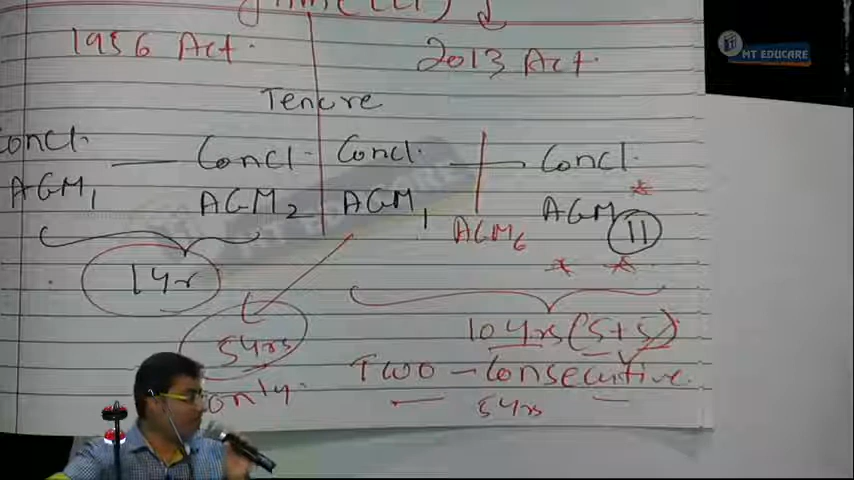 1956 Act.
2013 Act.
MT EDUCARE
Tenure
Concl. — Concl. Concl. — Concl.
AGM1 AGM2 AGM1 AGM6 AGM 11
1 yr
5 yrs 10 yrs (5+5)
only. Two - Consecutive.
5 yrs